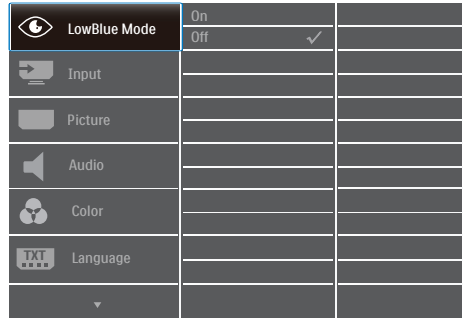 LowBlue Mode
On
Off
Input
Picture
Audio
Color
TXT
Language